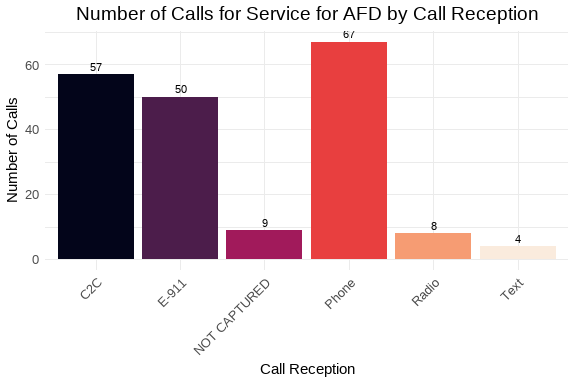 Number of Calls for Service for AFD by Call Reception
67
57
50
9
8
4
60
40
20
0
Number of Calls
C2C
E-911
NOT CAPTURED
Phone
Radio
Text
Call Reception